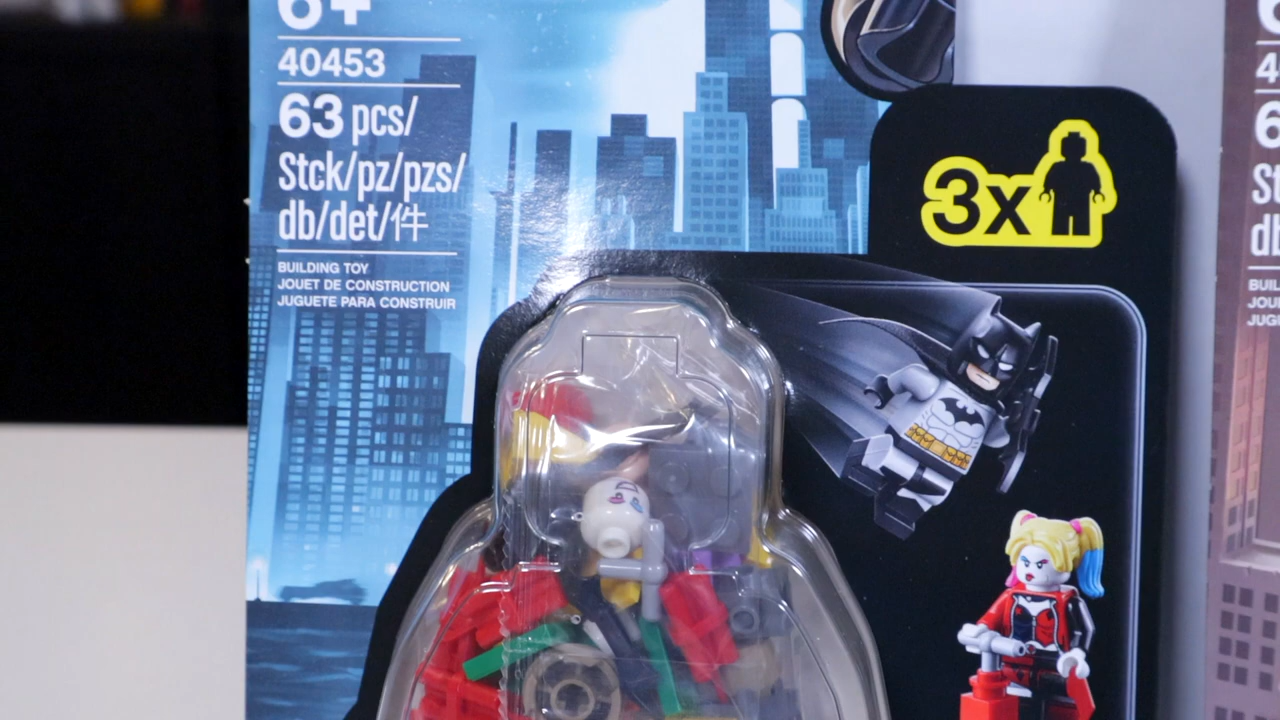 6+
40453
63 pcs/
Stck/pz/pzs/
db/det/件
BUILDING TOY
JOUET DE CONSTRUCTION
JUGUETE PARA CONSTRUIR
3x